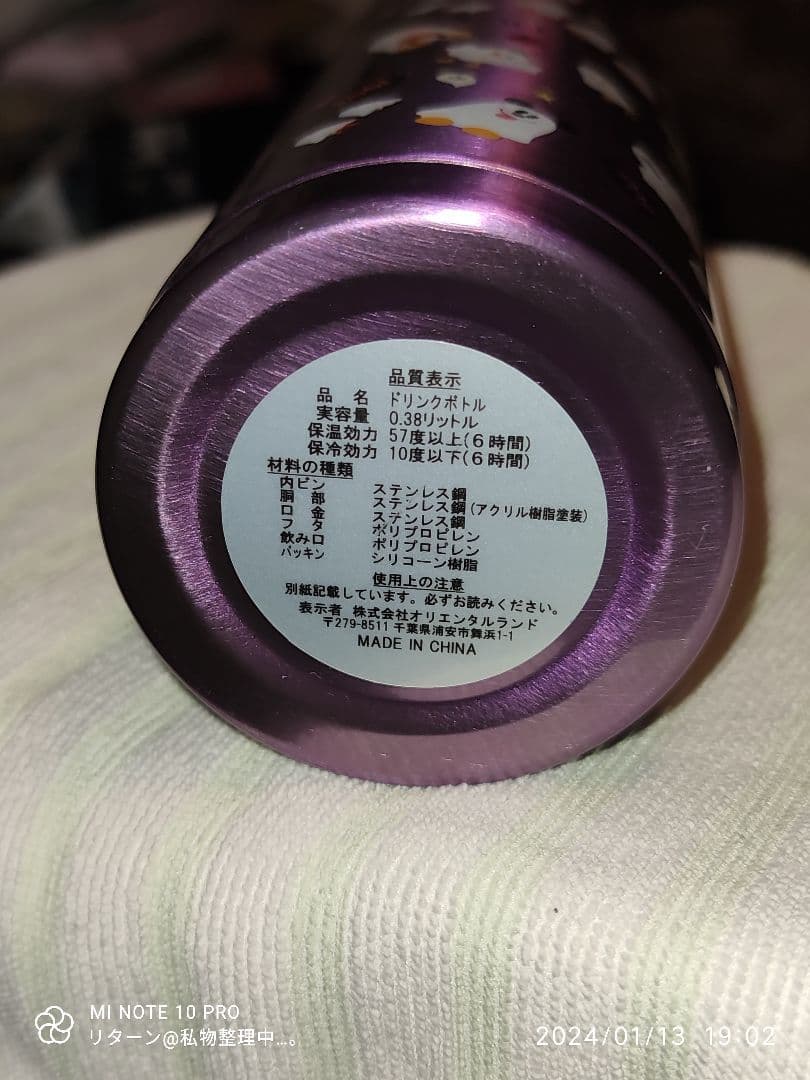 品質表示
品名 ドリンクボトル
実容量 0.38リットル
保温効力 57度以上(6時間)
保冷効力 10度以下(6時間)
材料の種類
内ビン ステンレス鋼
胴部 ステンレス鋼(アクリル樹脂塗装)
口金 ステンレス鋼
フタ ポリプロピレン
飲み口 ポリプロピレン
パッキン シリコーン樹脂
使用上の注意
別紙記載しています。必ずお読みください。
表示者 株式会社オリエンタルランド
〒279-8511 千葉県浦安市舞浜1-1
MADE IN CHINA
MI NOTE 10 PRO
リターン@私物整理中…。
2024/01/13 19:02